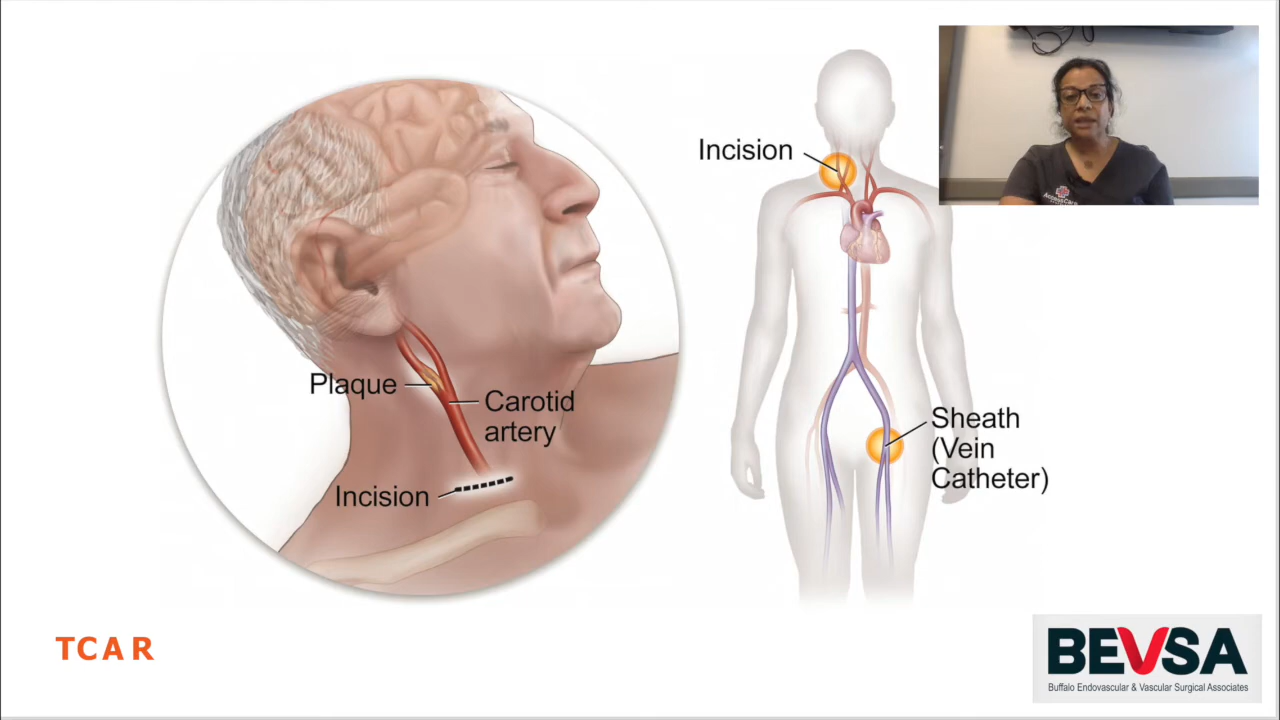 Plaque
Carotid
artery
Incision
Incision
Sheath
(Vein
Catheter)
TCAR
BEVSA
Buffalo Endovascular & Vascular Surgical Associates